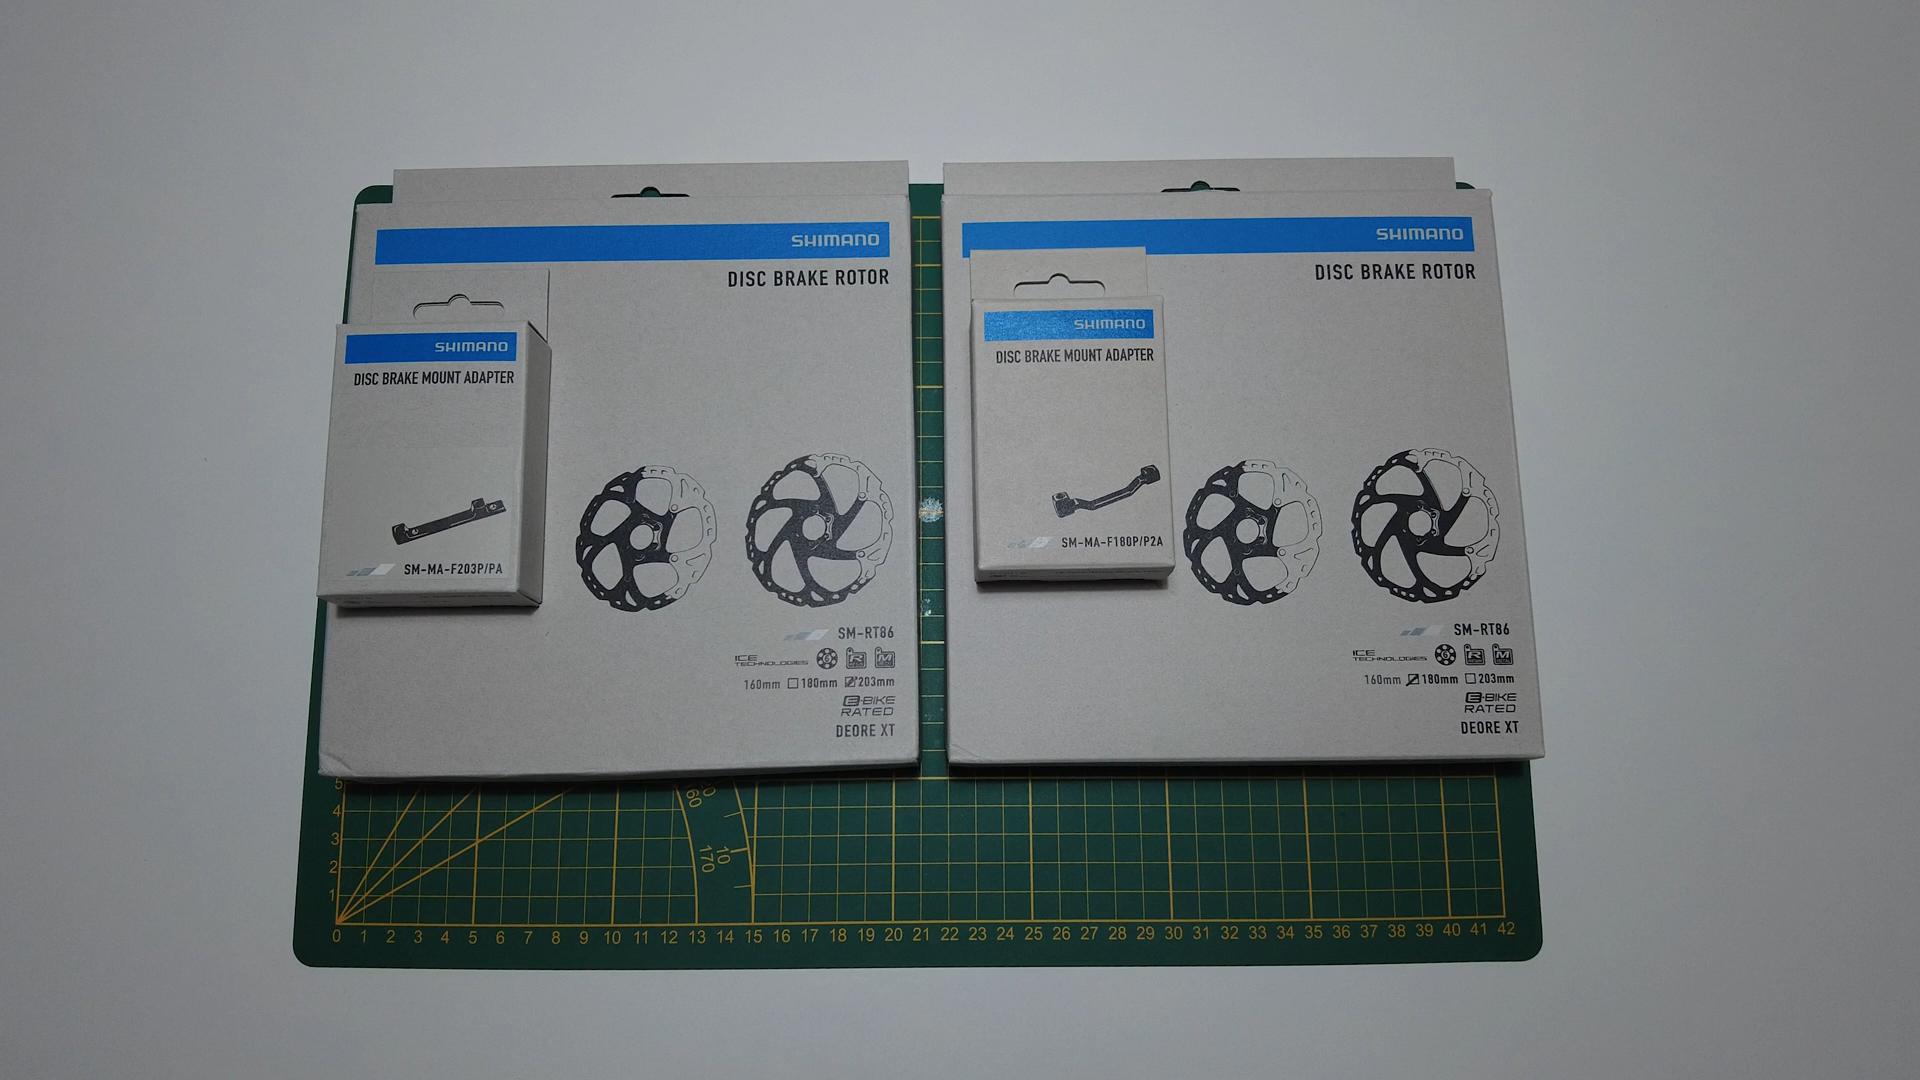 SHIMANO
DISC BRAKE ROTOR
SHIMANO
DISC BRAKE MOUNT ADAPTER
SM-MA-F203P/PA
SM-RT86
ICE TECHNOLOGIES
R
M
160mm 180mm 203mm
E-BIKE
RATED
DEORE XT
SHIMANO
DISC BRAKE ROTOR
SHIMANO
DISC BRAKE MOUNT ADAPTER
SM-MA-F180P/P2A
SM-RT86
ICE TECHNOLOGIES
R
M
160mm 180mm 203mm
E-BIKE
RATED
DEORE XT
5
4
3
2
1
60
170
10
0 1 2 3 4 5 6 7 8 9 10 11 12 13 14 15 16 17 18 19 20 21 22 23 24 25 26 27 28 29 30 31 32 33 34 35 36 37 38 39 40 41 42